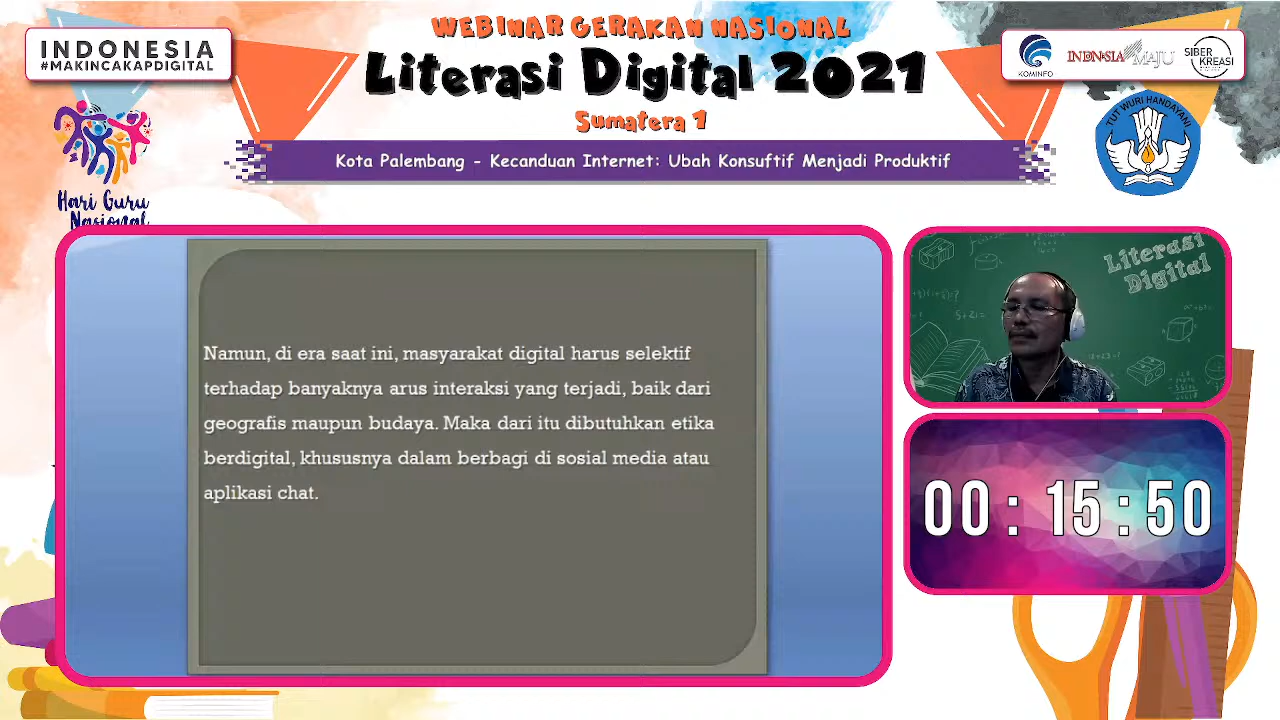 INDONESIA
#MAKINCAKAPDIGITAL
WEBINAR GERAKAN NASIONAL
Literasi Digital 2021
Sumatera 1
Kota Palembang - Kecanduan Internet: Ubah Konsuftif Menjadi Produktif
KOMINFO
INDONESIA MAJU
SIBER
KREASI
TUT WURI HANDAYANI
Hari Guru
Nasional
Namun, di era saat ini, masyarakat digital harus selektif
terhadap banyaknya arus interaksi yang terjadi, baik dari
geografis maupun budaya. Maka dari itu dibutuhkan etika
berdigital, khususnya dalam berbagi di sosial media atau
aplikasi chat.
Literasi
Digital
00 : 15 : 50